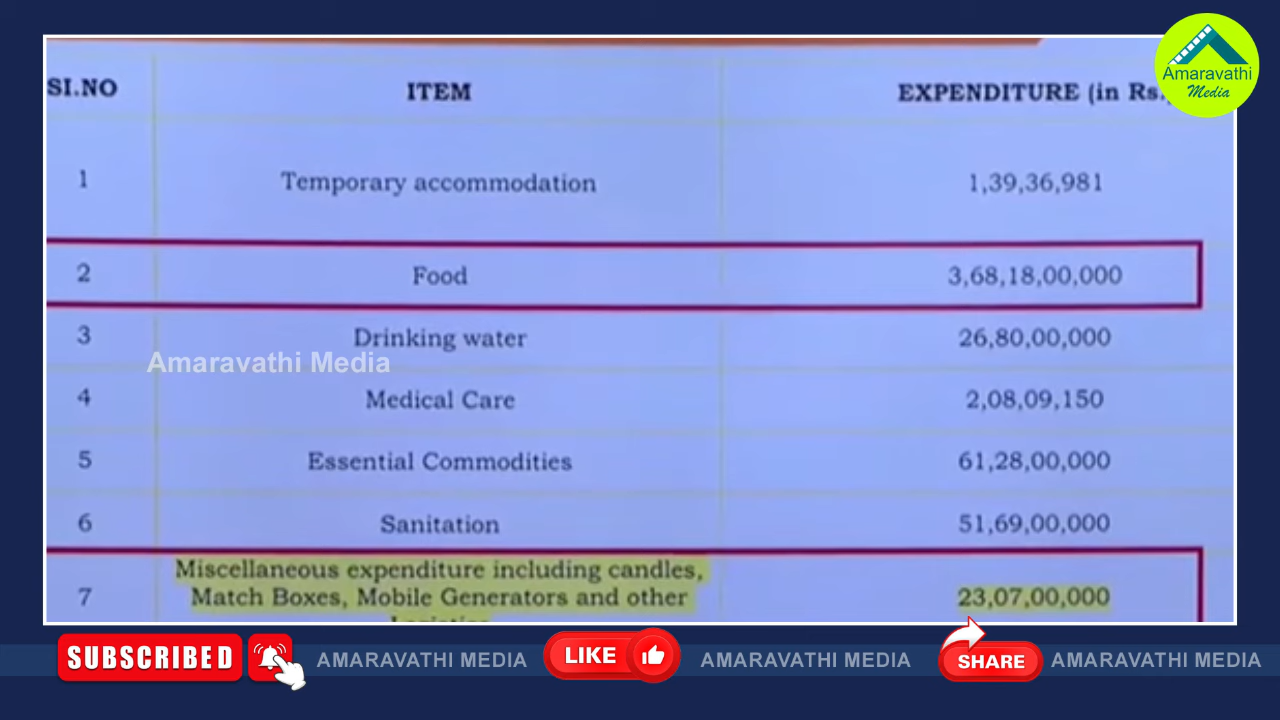 SI.NO ITEM EXPENDITURE (in Rs.
Amaravathi
Media
1 Temporary accommodation 1,39,36,981
2 Food 3,68,18,00,000
3 Drinking water 26,80,00,000
Amaravathi Media
4 Medical Care 2,08,09,150
5 Essential Commodities 61,28,00,000
6 Sanitation 51,69,00,000
Miscellaneous expenditure including candles,
7 Match Boxes, Mobile Generators and other 23,07,00,000
SUBSCRIBED AMARAVATHI MEDIA LIKE AMARAVATHI MEDIA SHARE AMARAVATHI MEDIA